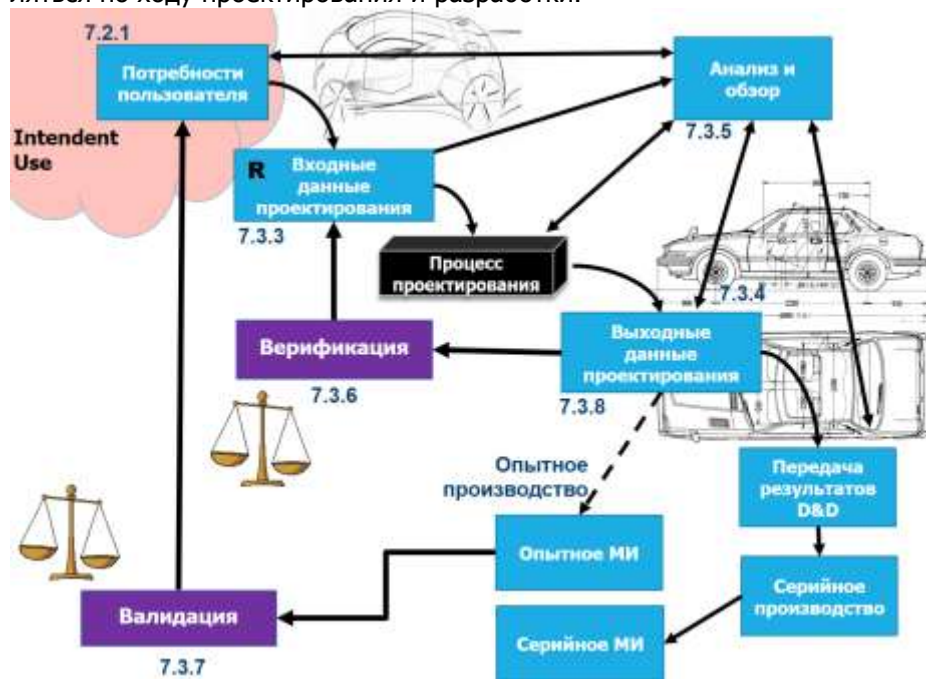 ляться по ходу проектирования и разработки.
7.2.1
Потребности
пользователя
Intendent
Use
Анализ и
обзор
7.3.5
R
Входные
данные
проектирования
7.3.3
Процесс
проектирования
7.3.4
Верификация
7.3.6
Выходные
данные
проектирования
7.3.8
Опытное
производство
Передача
результатов
D&D
Опытное МИ
Серийное
производство
Валидация
7.3.7
Серийное МИ